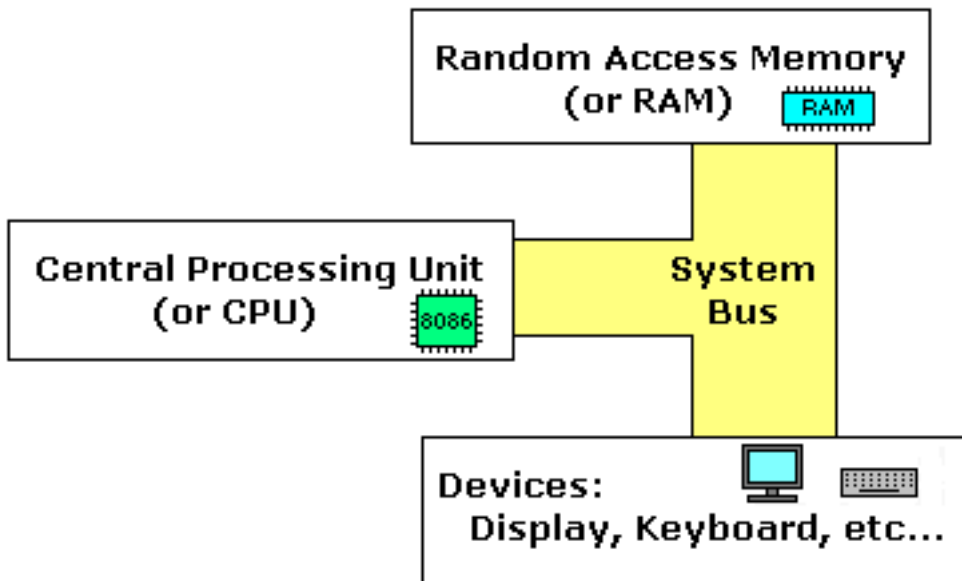 Random Access Memory
(or RAM)
RAM
Central Processing Unit
(or CPU)
8086
System
Bus
Devices:
Display, Keyboard, etc...